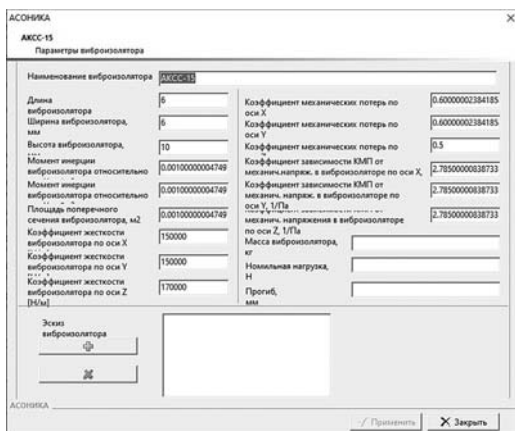 АСОНИКА
АКСС-15
Параметры виброизолятора
Наименование виброизолятора АКСС-15
Длина
виброизолятора 6
Ширина виброизолятора,
мм 6
Высота виброизолятора, 10
Момент инерции
виброизолятора относительно 0.00100000004749
Момент инерции
виброизолятора относительно 0.00100000004749
Площадь поперечного
сечения виброизолятора, м2 0.00100000004749
Коэффициент жесткости
виброизолятора по оси X 150000
Коэффициент жесткости
виброизолятора по оси Y 150000
Коэффициент жесткости
виброизолятора по оси Z 170000
[Н/м]
Коэффициент механических потерь по
оси X 0.60000002384185
Коэффициент механических потерь по
оси Y 0.60000002384185
Коэффициент механических потерь по 0.5
Коэффициент зависимости КМП от
механич.напряж. в виброизоляторе по оси X, 2.78500000838733
Коэффициент зависимости КМП от
механич. напряж. в виброизоляторе по
оси Y, 1/Па 2.78500000838733
механич. напряжения в виброизоляторе
по оси Z, 1/Па 2.78500000838733
Масса виброизолятора,
кг
Номильная нагрузка,
Н
Прогиб,
мм
Эскиз
виброизолятора
АСОНИКА
Применить
Закрыть